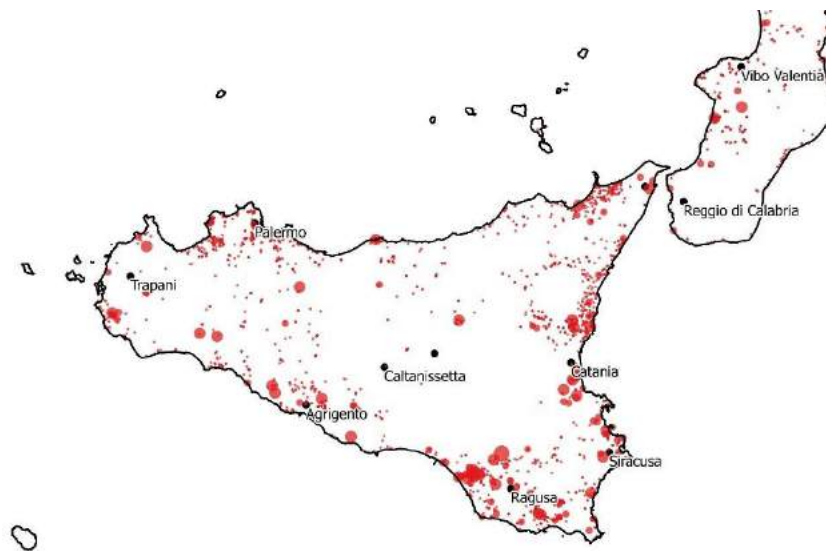 Vibo Valentia
Reggio di Calabria
Palermo
Trapani
Catania
Caltanissetta
Agrigento
Siracusa
Ragusa